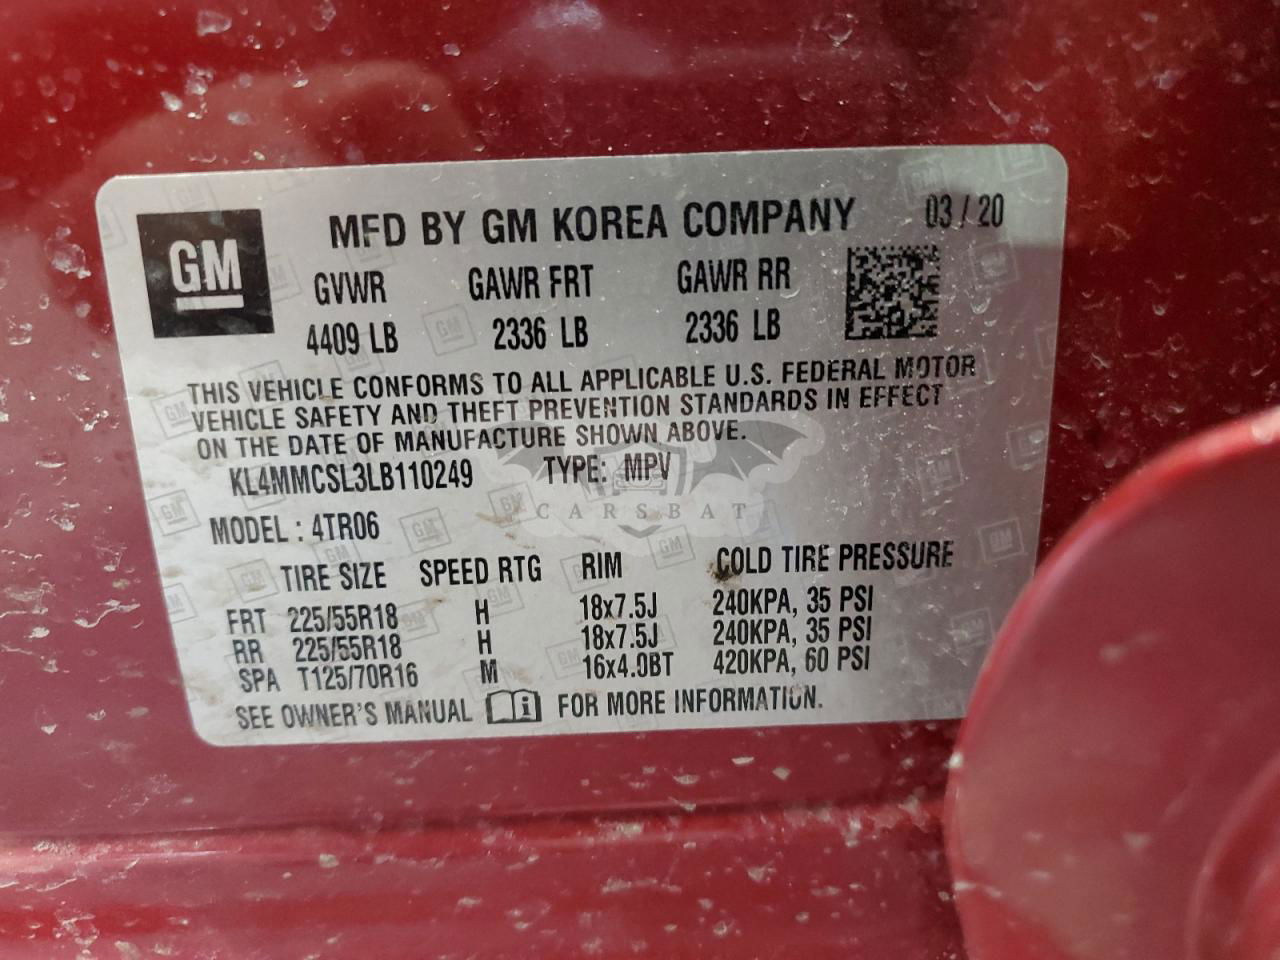 GM
MFD BY GM KOREA COMPANY 03/20
GVWR GAWR FRT GAWR RR
4409 LB 2336 LB 2336 LB
THIS VEHICLE CONFORMS TO ALL APPLICABLE U.S. FEDERAL MOTOR
VEHICLE SAFETY AND THEFT PREVENTION STANDARDS IN EFFECT
ON THE DATE OF MANUFACTURE SHOWN ABOVE.
KL4MMCSL3LB110249 TYPE: MPV
CARSBAT
MODEL : 4TR06
TIRE SIZE SPEED RTG RIM COLD TIRE PRESSURE
FRT 225/55R18 H 18x7.5J 240KPA, 35 PSI
RR 225/55R18 H 18x7.5J 240KPA, 35 PSI
SPA T125/70R16 M 16x4.0BT 420KPA, 60 PSI
SEE OWNER'S MANUAL i FOR MORE INFORMATION.